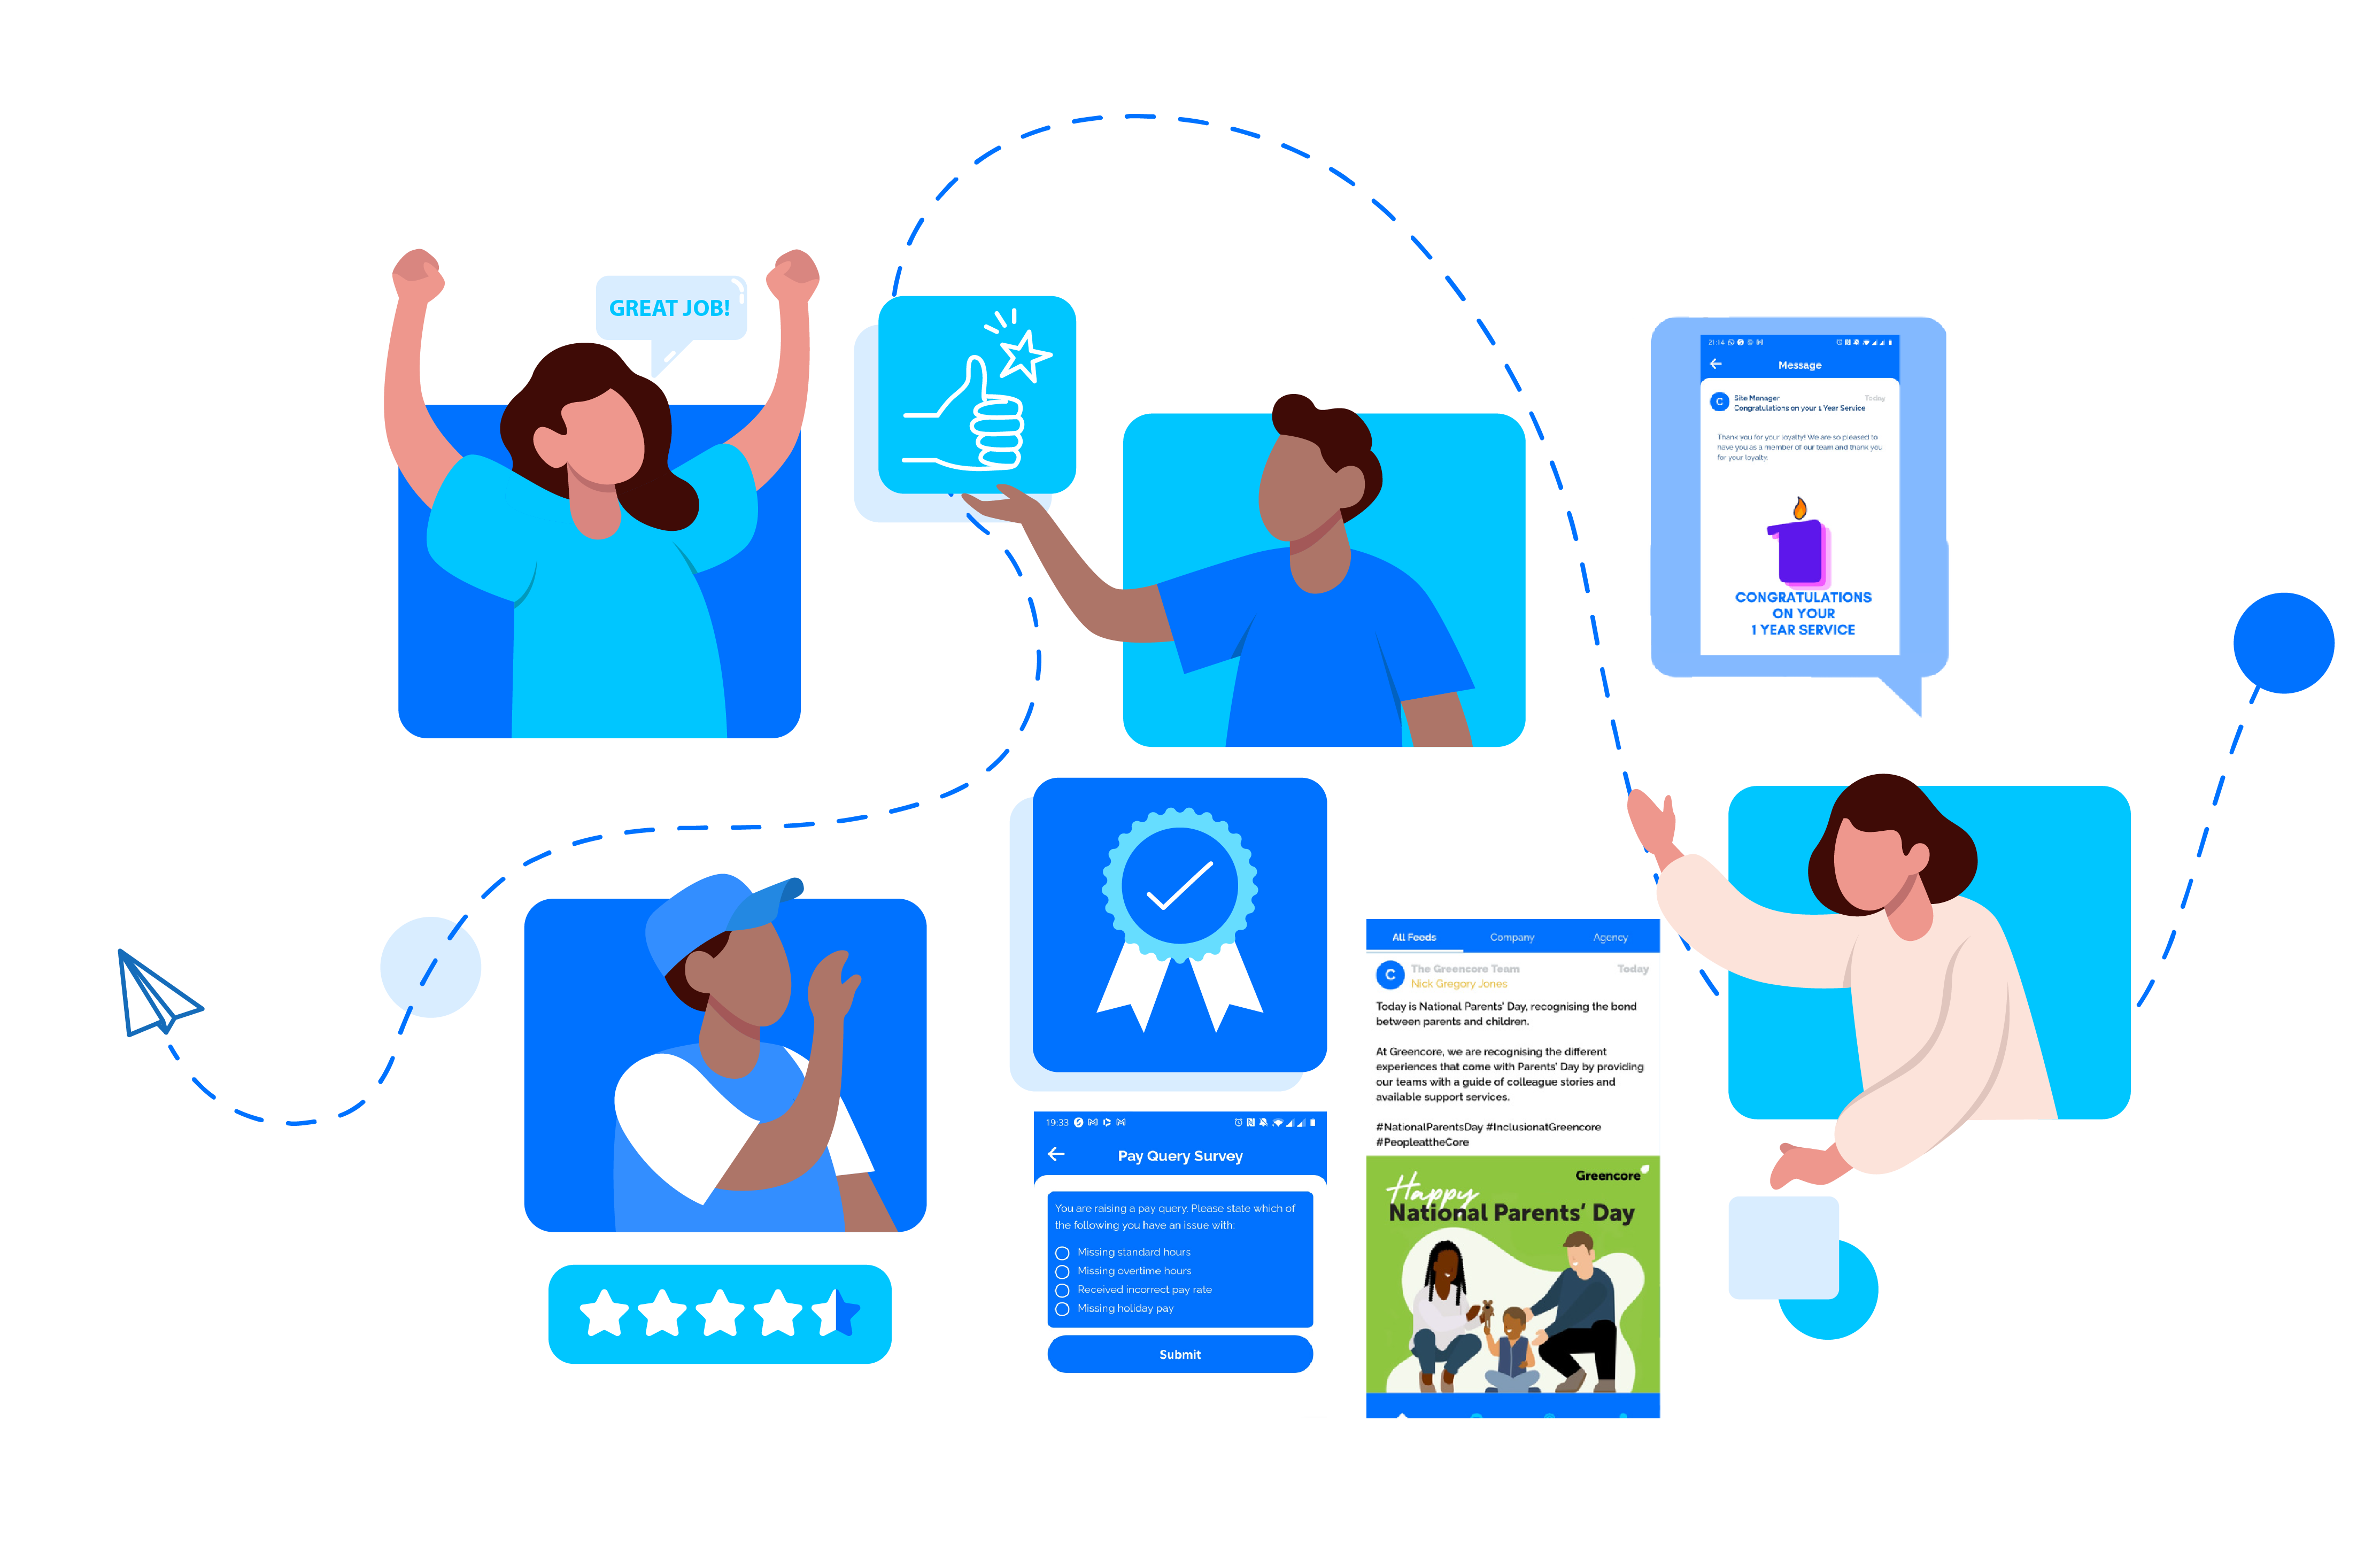 GREAT JOB!
21:14
Message
C
Site Manager
Today
Congratulations on your 1 Year Service
Thank you for your loyalty! We are so pleased to
have you as a member of our team and thank you
for your loyalty.
CONGRATULATIONS
ON YOUR
1 YEAR SERVICE
All Feeds
Company
Agency
C
The Greencore Team
Today
Nick Gregory Jones
Today is National Parents' Day, recognising the bond
between parents and children.
At Greencore, we are recognising the different
experiences that come with Parents' Day by providing
our teams with a guide of colleague stories and
available support services.
#NationalParentsDay #InclusionatGreencore
#PeopleattheCore
Greencore
Happy
National Parents' Day
19:33
Pay Query Survey
You are raising a pay query. Please state which of
the following you have an issue with:
Missing standard hours
Missing overtime hours
Received incorrect pay rate
Missing holiday pay
Submit